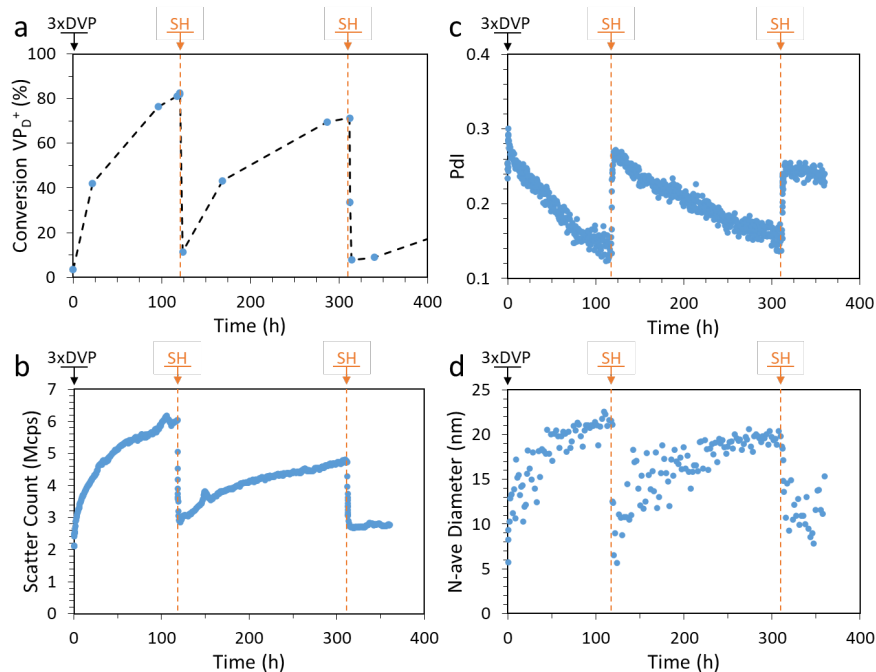 a
3xDVP
SH
SH
100
80
60
40
20
0
0
100
200
300
400
Conversion VP_D^+ (%)
Time (h)
b
3xDVP
SH
SH
7
6
5
4
3
2
1
0
0
100
200
300
400
Scatter Count (Mcps)
Time (h)
c
3xDVP
SH
SH
0.4
0.3
0.2
0.1
0
100
200
300
400
PdI
Time (h)
d
3xDVP
SH
SH
25
20
15
10
5
0
0
100
200
300
400
N-ave Diameter (nm)
Time (h)